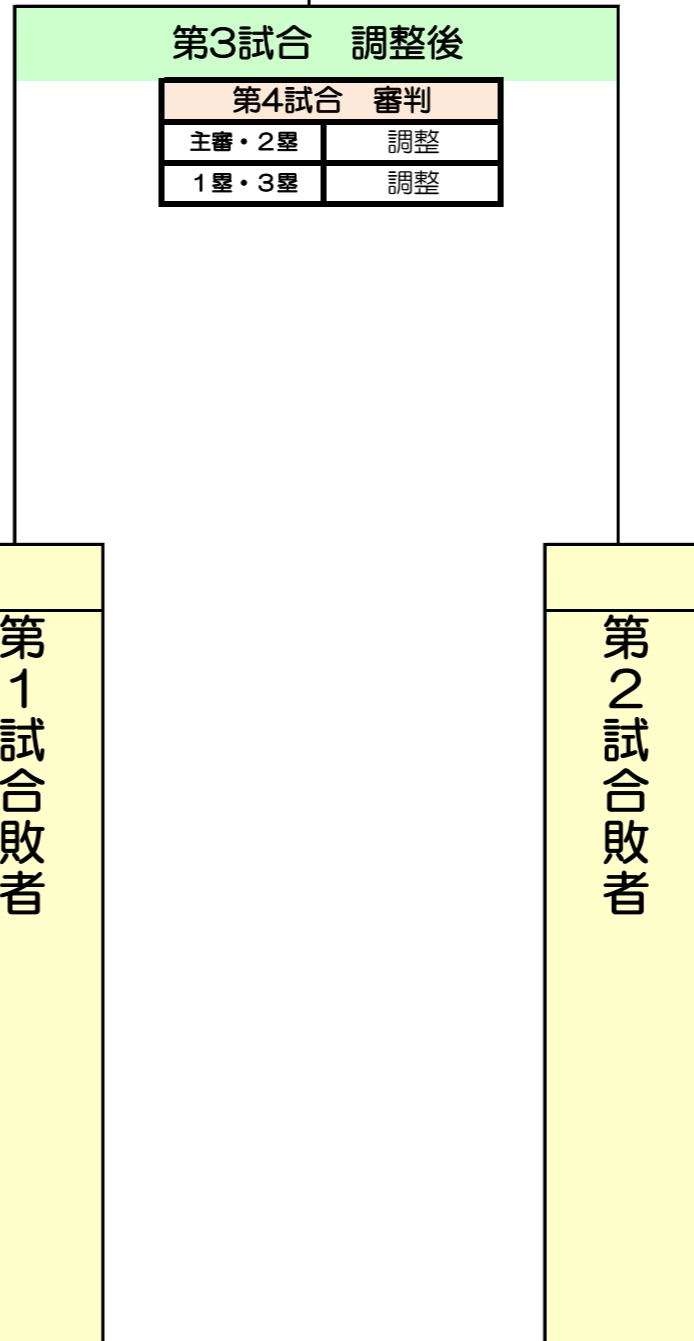 第3試合　調整後
第4試合　審判
主審・2塁　調整
1塁・3塁　調整
第1試合敗者
第2試合敗者